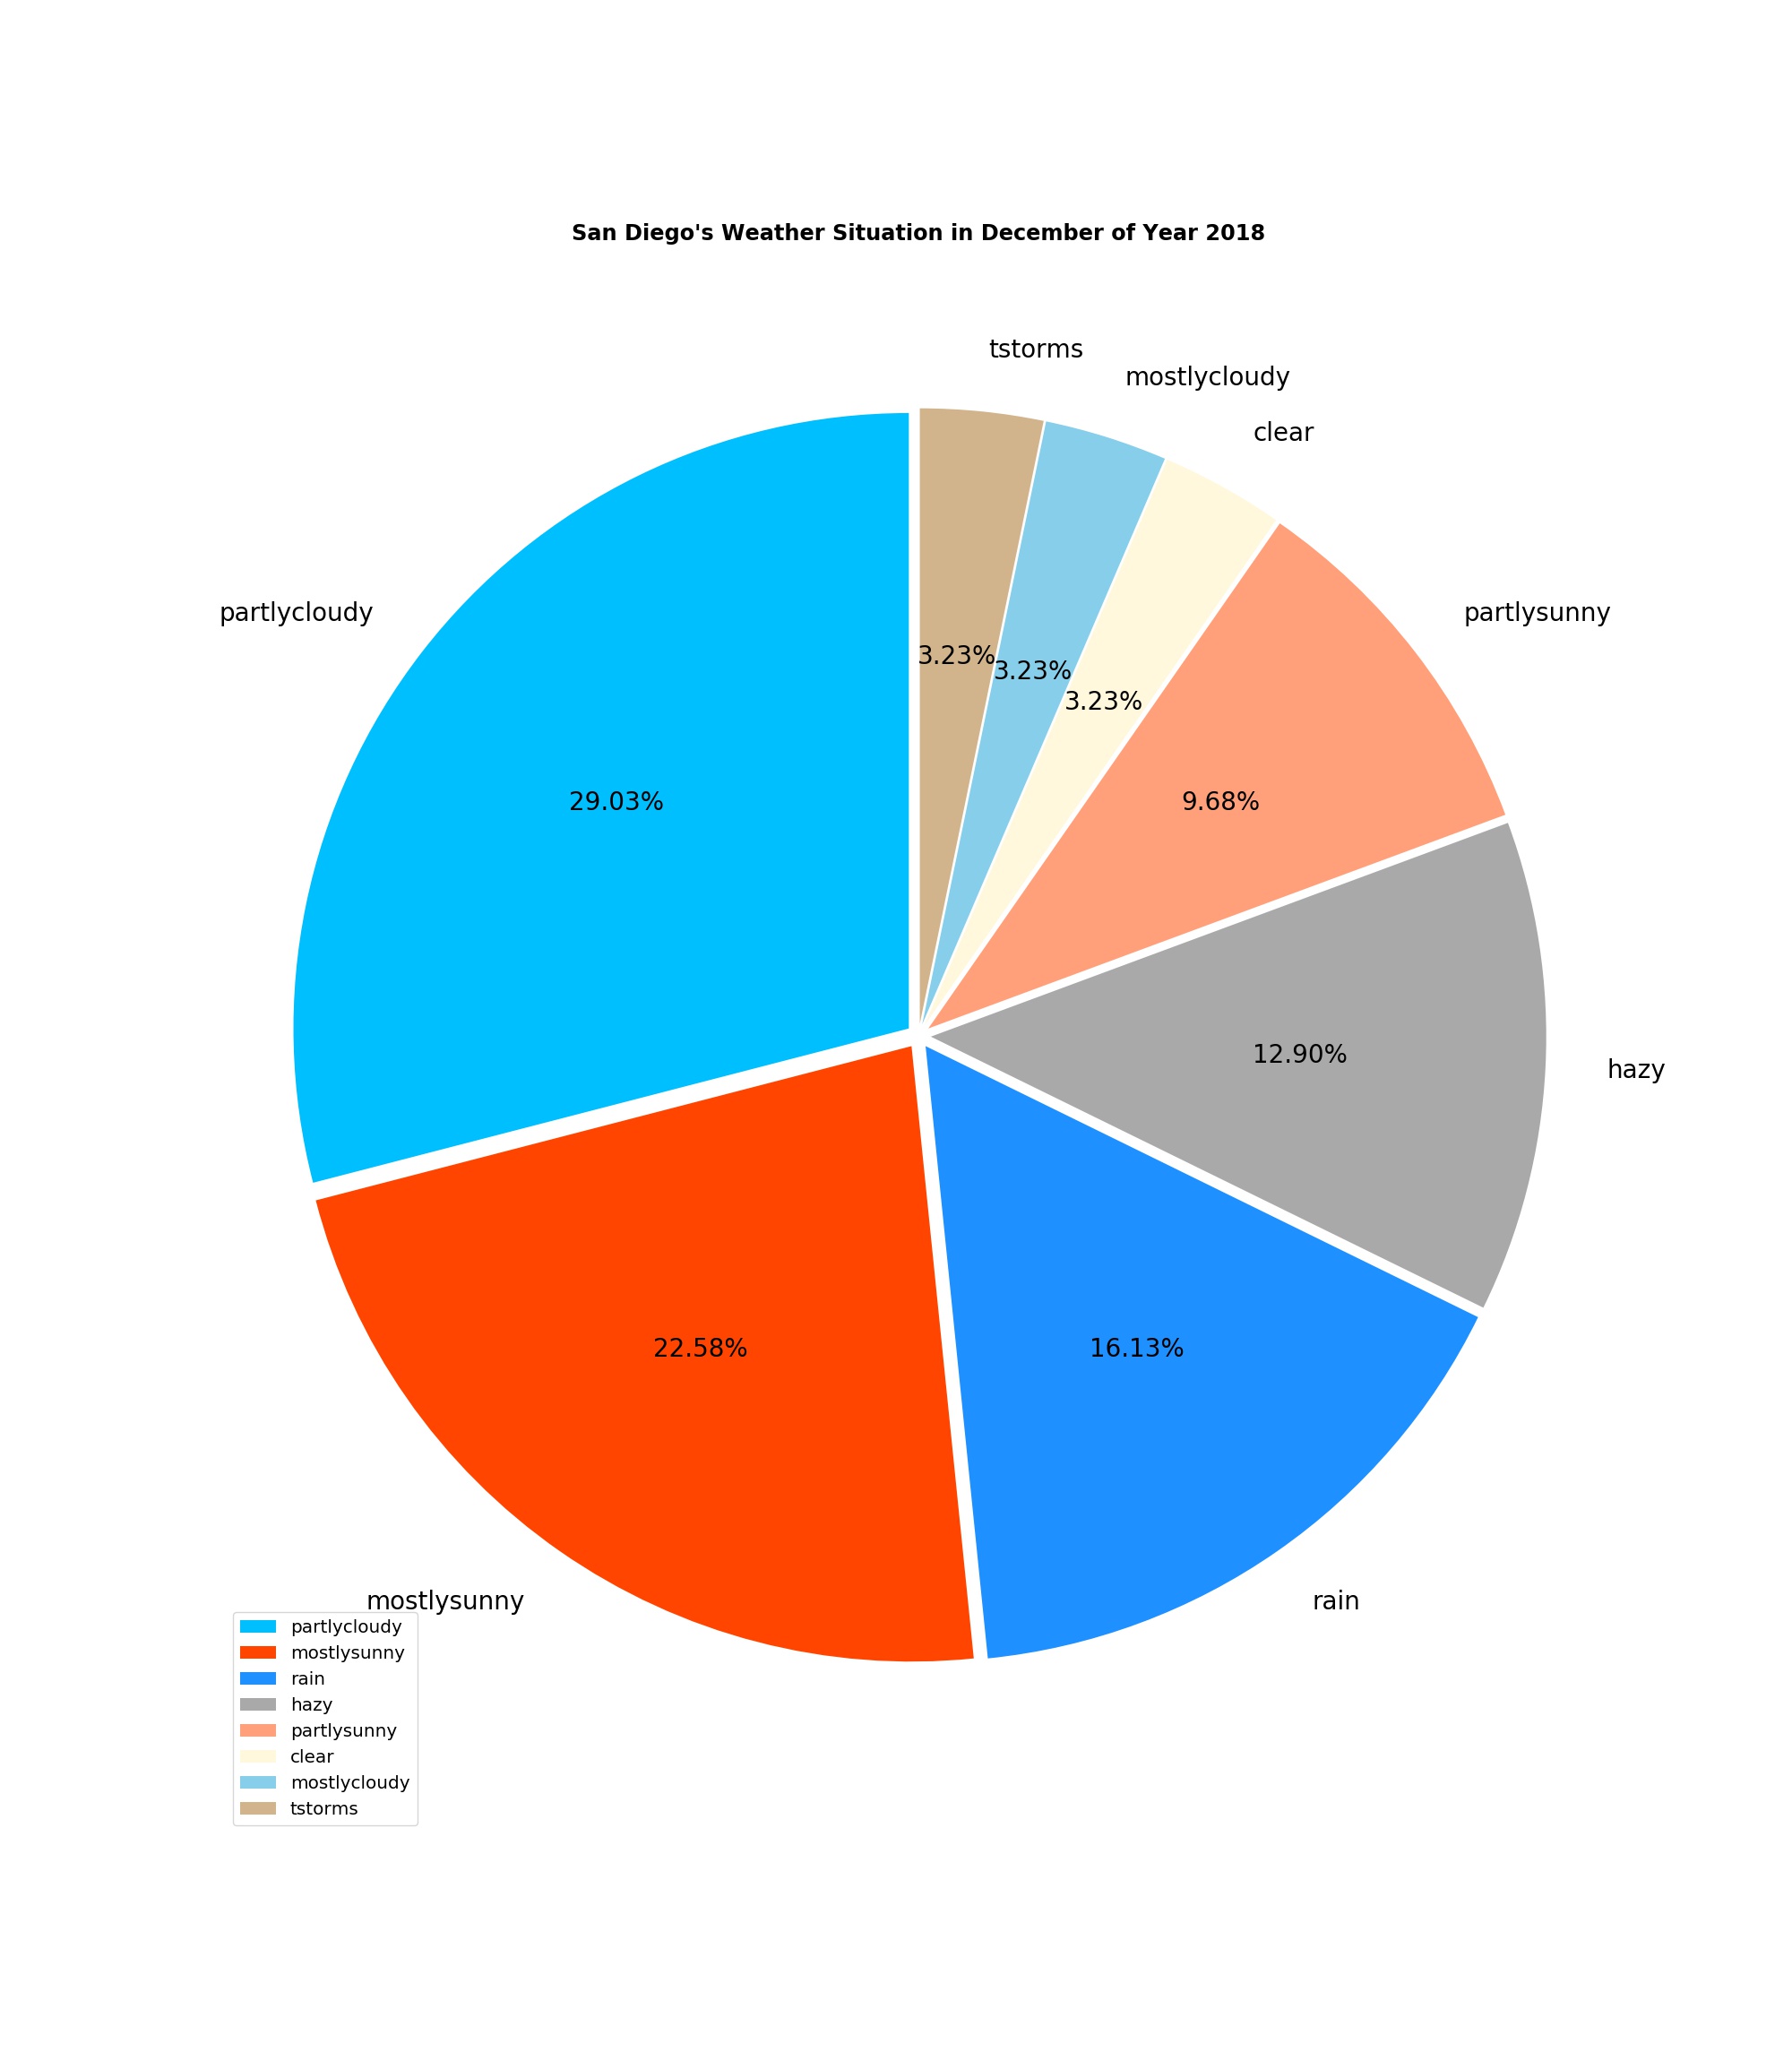 San Diego's Weather Situation in December of Year 2018
tstorms
mostlycloudy
clear
partlycloudy
partlysunny
3.23%
3.23%
3.23%
29.03%
9.68%
12.90%
hazy
22.58%
16.13%
mostlysunny
rain
partlycloudy
mostlysunny
rain
hazy
partlysunny
clear
mostlycloudy
tstorms